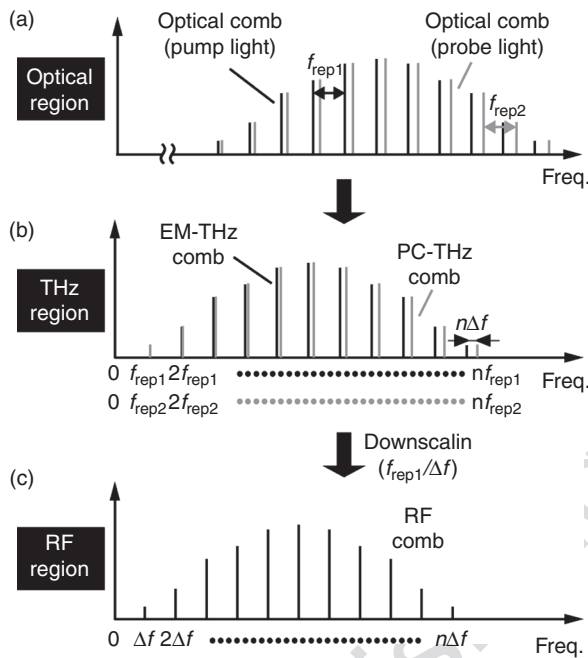 (a)
Optical comb
(pump light)
Optical comb
(probe light)
f_rep1
f_rep2
Optical
region
Freq.
(b)
EM-THz
comb
PC-THz
comb
nΔf
THz
region
0 f_rep1 2f_rep1 nf_rep1
Freq.
0 f_rep2 2f_rep2 nf_rep2
Downscalin
(f_rep1/Δf)
(c)
RF
comb
RF
region
0 Δf 2Δf nΔf
Freq.